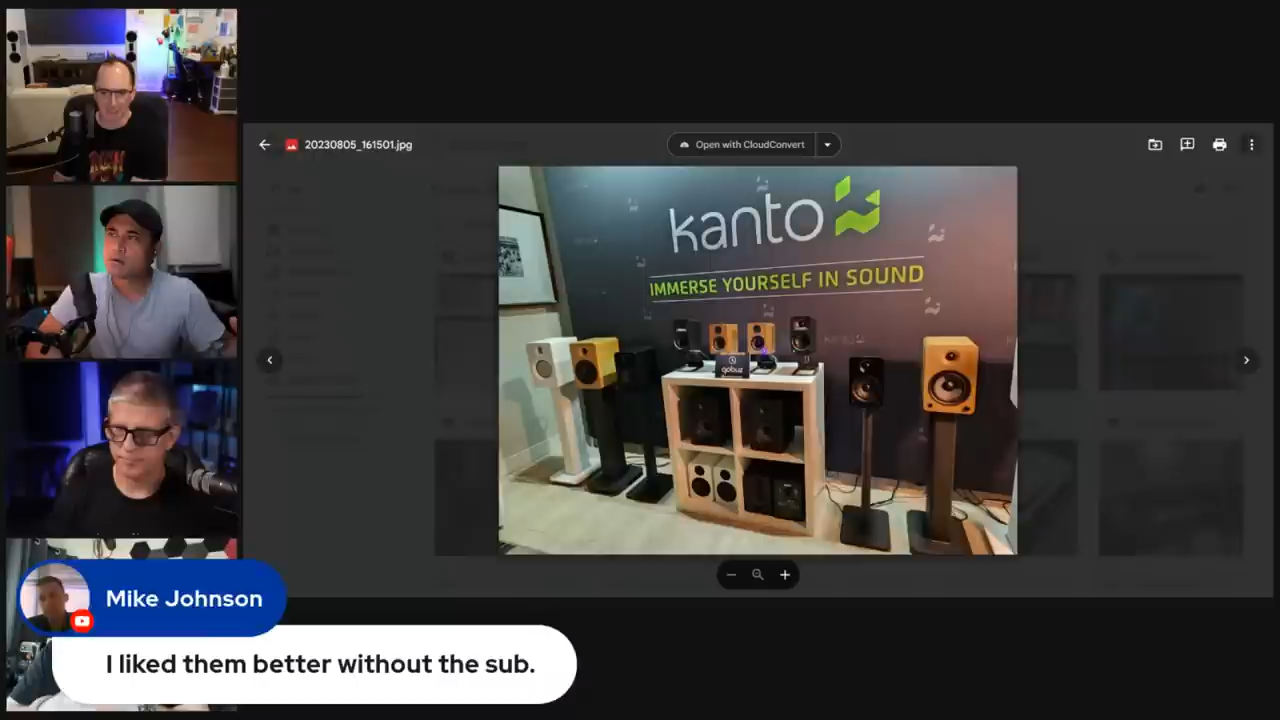 20230805_161501.jpg
Open with CloudConvert
kanto
IMMERSE YOURSELF IN SOUND
qobuz
Mike Johnson
I liked them better without the sub.